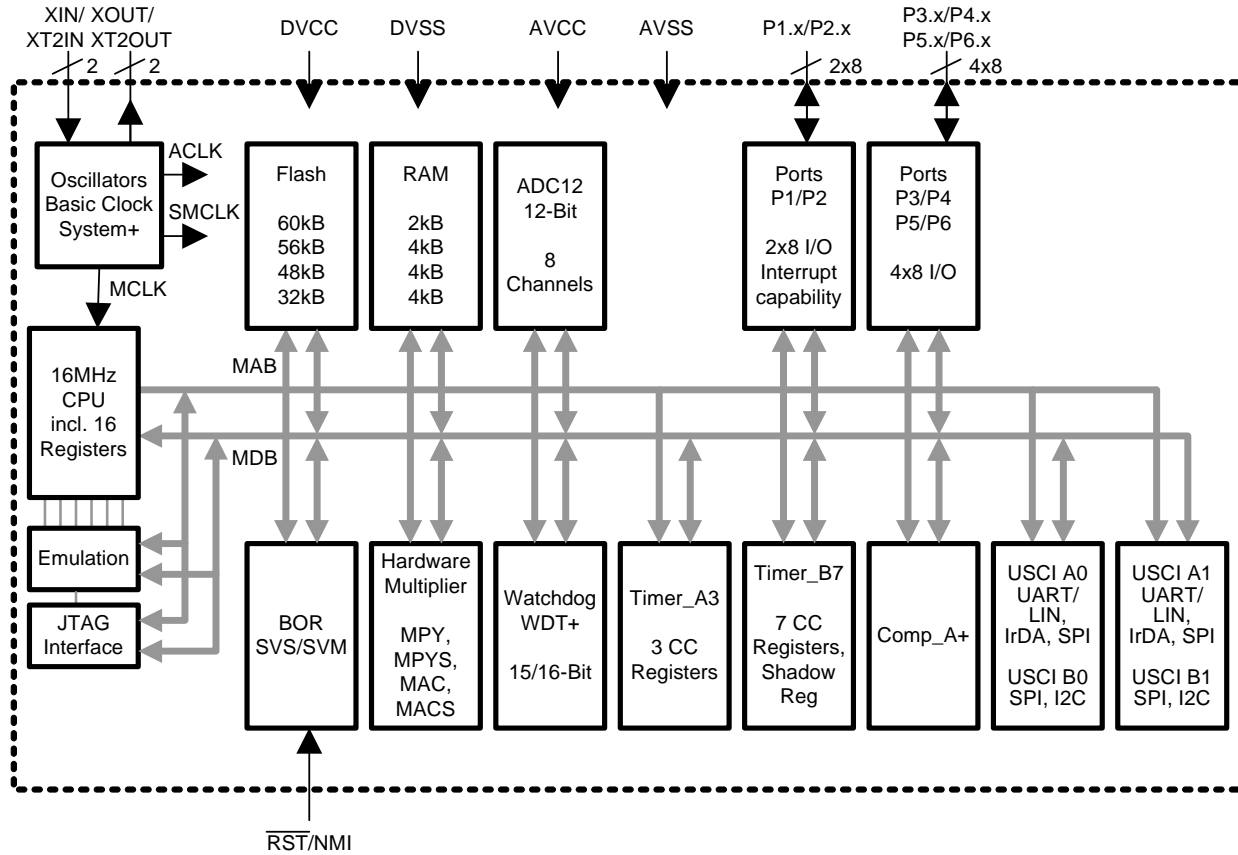 XIN/ XOUT/
XT2IN XT2OUT
2
2
DVCC
DVSS
AVCC
AVSS
P1.x/P2.x
2x8
P3.x/P4.x
P5.x/P6.x
4x8
Oscillators
Basic Clock
System+
ACLK
SMCLK
MCLK
Flash
60kB
56kB
48kB
32kB
RAM
2kB
4kB
4kB
4kB
ADC12
12-Bit
8
Channels
Ports
P1/P2
2x8 I/O
Interrupt
capability
Ports
P3/P4
P5/P6
4x8 I/O
16MHz
CPU
incl. 16
Registers
MAB
MDB
Emulation
JTAG
Interface
BOR
SVS/SVM
Hardware
Multiplier
MPY,
MPYS,
MAC,
MACS
Watchdog
WDT+
15/16-Bit
Timer_A3
3 CC
Registers
Timer_B7
7 CC
Registers,
Shadow
Reg
Comp_A+
USCI A0
UART/
LIN,
IrDA, SPI
USCI B0
SPI, I2C
USCI A1
UART/
LIN,
IrDA, SPI
USCI B1
SPI, I2C
RST/NMI